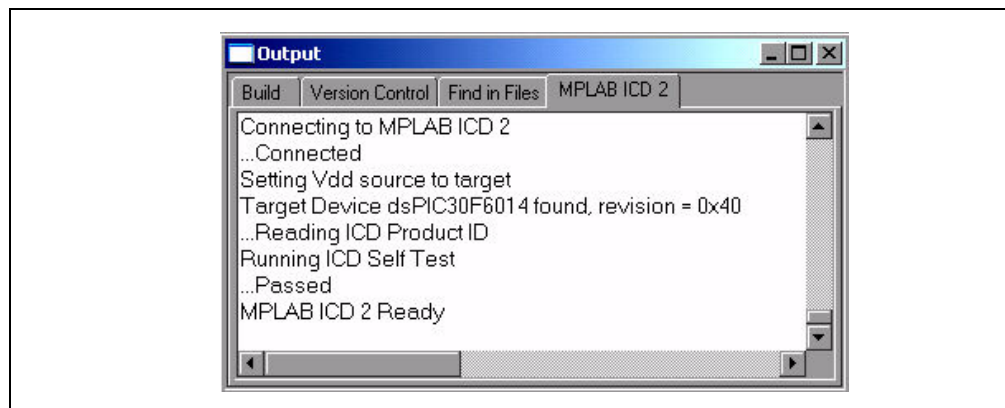 Output
Build Version Control Find in Files MPLAB ICD 2
Connecting to MPLAB ICD 2
...Connected
Setting Vdd source to target
Target Device dsPIC30F6014 found, revision = 0x40
...Reading ICD Product ID
Running ICD Self Test
...Passed
MPLAB ICD 2 Ready